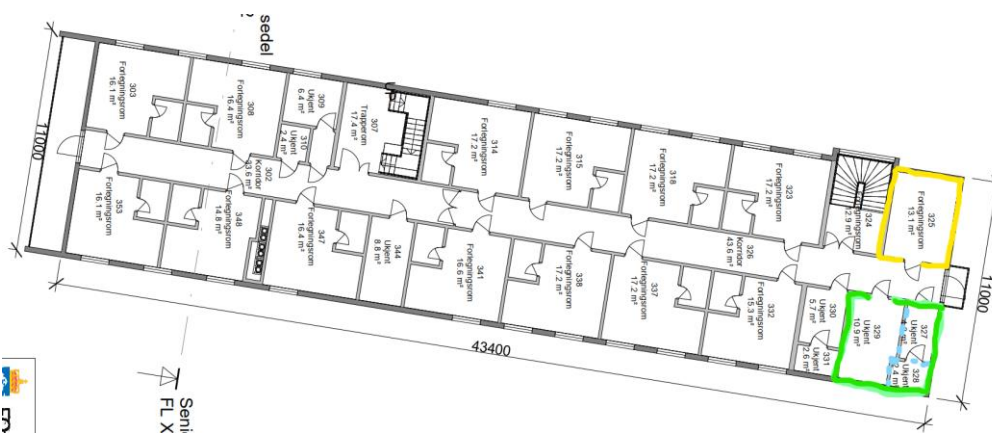 sedel
303
Forlegningsrom
16.1 m²
308
Forlegningsrom
16.4 m²
309
Ukjent
6.4 m²
310
Ukjent
2.4 m²
307
Trapperom
17.4 m²
302
Korridor
33.6 m²
314
Forlegningsrom
17.2 m²
315
Forlegningsrom
17.2 m²
318
Forlegningsrom
17.2 m²
323
Forlegningsrom
17.2 m²
324
2.9 m²
325
Forlegningsrom
13.1 m²
326
Korridor
43.6 m²
353
Forlegningsrom
16.1 m²
348
Forlegningsrom
14.8 m²
347
Forlegningsrom
16.4 m²
344
Ukjent
8.8 m²
341
Forlegningsrom
16.6 m²
338
Forlegningsrom
17.2 m²
337
Forlegningsrom
17.2 m²
332
Forlegningsrom
15.3 m²
330
Ukjent
5.7 m²
331
Ukjent
2.6 m²
329
Ukjent
10.9 m²
327
Ukjent
328
Ukjent
2.4 m²
11000
11000
43400
Seni
FL X